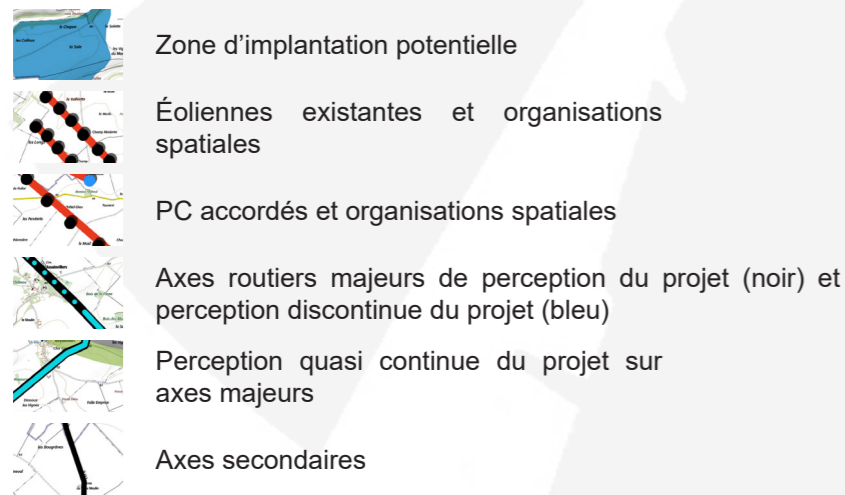 Zone d’implantation potentielle
Éoliennes existantes et organisations
spatiales
PC accordés et organisations spatiales
Axes routiers majeurs de perception du projet (noir) et
perception discontinue du projet (bleu)
Perception quasi continue du projet sur
axes majeurs
Axes secondaires